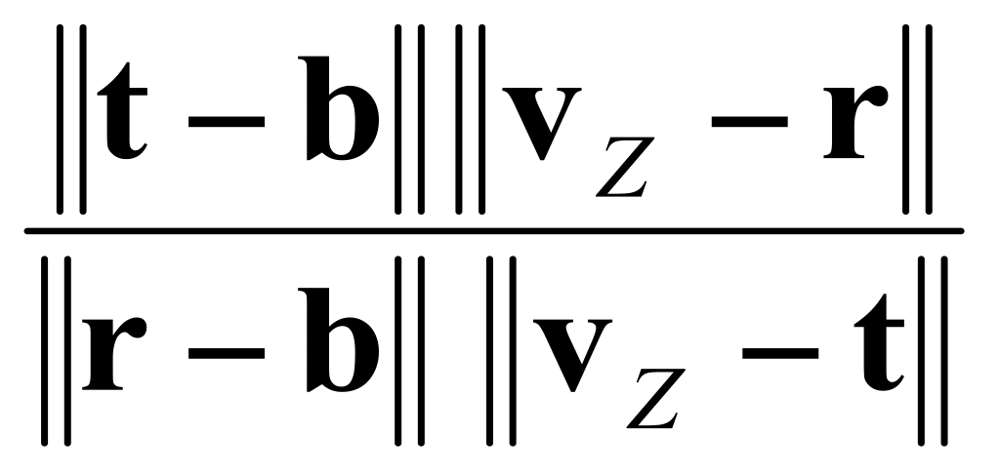 ‖t − b‖ ‖v_Z − r‖
‖r − b‖ ‖v_Z − t‖